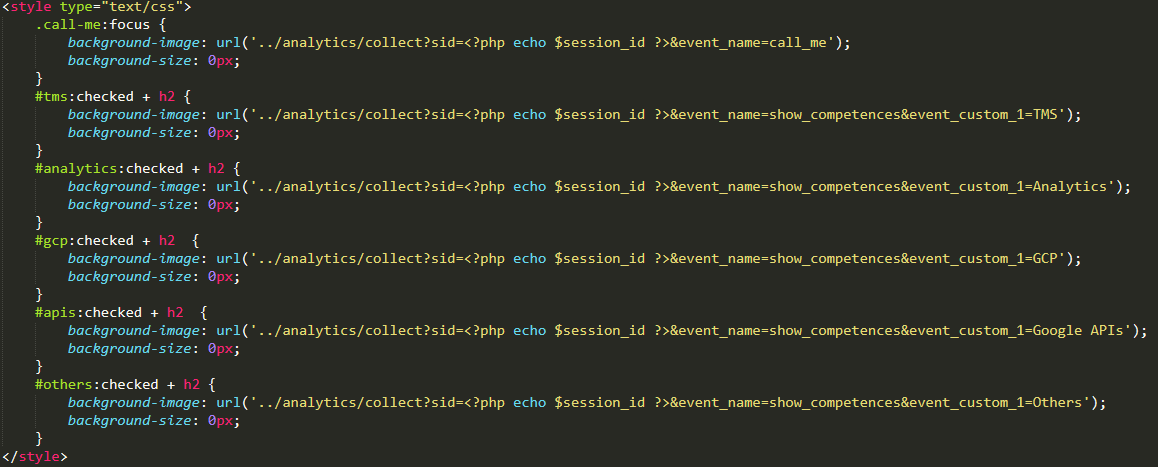 <style type="text/css">
    .call-me:focus {
        background-image: url('../analytics/collect?sid=<?php echo $session_id ?>&event_name=call_me');
        background-size: 0px;
    }
    #tms:checked + h2 {
        background-image: url('../analytics/collect?sid=<?php echo $session_id ?>&event_name=show_competences&event_custom_1=TMS');
        background-size: 0px;
    }
    #analytics:checked + h2 {
        background-image: url('../analytics/collect?sid=<?php echo $session_id ?>&event_name=show_competences&event_custom_1=Analytics');
        background-size: 0px;
    }
    #gcp:checked + h2  {
        background-image: url('../analytics/collect?sid=<?php echo $session_id ?>&event_name=show_competences&event_custom_1=GCP');
        background-size: 0px;
    }
    #apis:checked + h2  {
        background-image: url('../analytics/collect?sid=<?php echo $session_id ?>&event_name=show_competences&event_custom_1=Google APIs');
        background-size: 0px;
    }
    #others:checked + h2 {
        background-image: url('../analytics/collect?sid=<?php echo $session_id ?>&event_name=show_competences&event_custom_1=Others');
        background-size: 0px;
    }
</style>